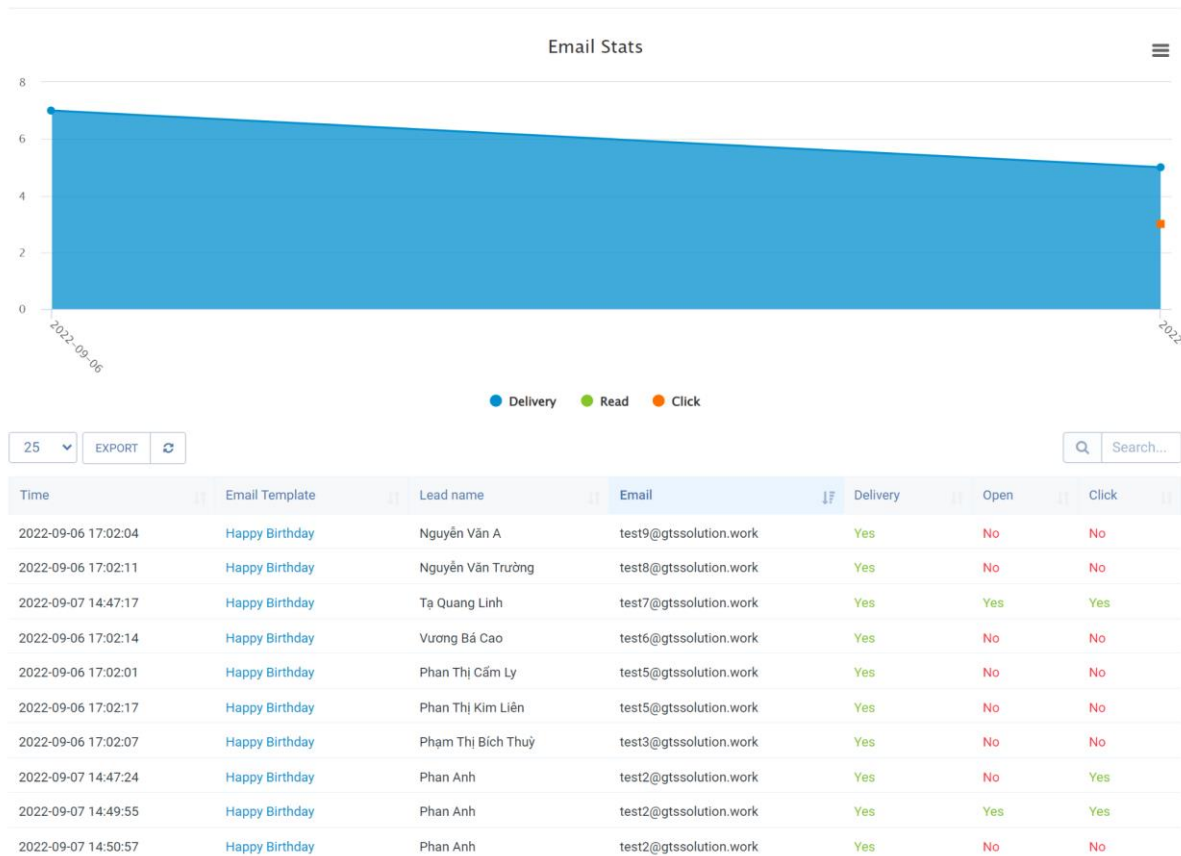 Email Stats
8
6
4
2
0
2022-09-06
2022
Delivery Read Click
25 EXPORT Search...
Time Email Template Lead name Email Delivery Open Click
2022-09-06 17:02:04 Happy Birthday Nguyễn Văn A test9@gtssolution.work Yes No No
2022-09-06 17:02:11 Happy Birthday Nguyễn Văn Trường test8@gtssolution.work Yes No No
2022-09-07 14:47:17 Happy Birthday Tạ Quang Linh test7@gtssolution.work Yes Yes Yes
2022-09-06 17:02:14 Happy Birthday Vương Bá Cao test6@gtssolution.work Yes No No
2022-09-06 17:02:01 Happy Birthday Phan Thị Cẩm Ly test5@gtssolution.work Yes No No
2022-09-06 17:02:17 Happy Birthday Phan Thị Kim Liên test5@gtssolution.work Yes No No
2022-09-06 17:02:07 Happy Birthday Phạm Thị Bích Thuỳ test3@gtssolution.work Yes No No
2022-09-07 14:47:24 Happy Birthday Phan Anh test2@gtssolution.work Yes No Yes
2022-09-07 14:49:55 Happy Birthday Phan Anh test2@gtssolution.work Yes Yes Yes
2022-09-07 14:50:57 Happy Birthday Phan Anh test2@gtssolution.work Yes No No